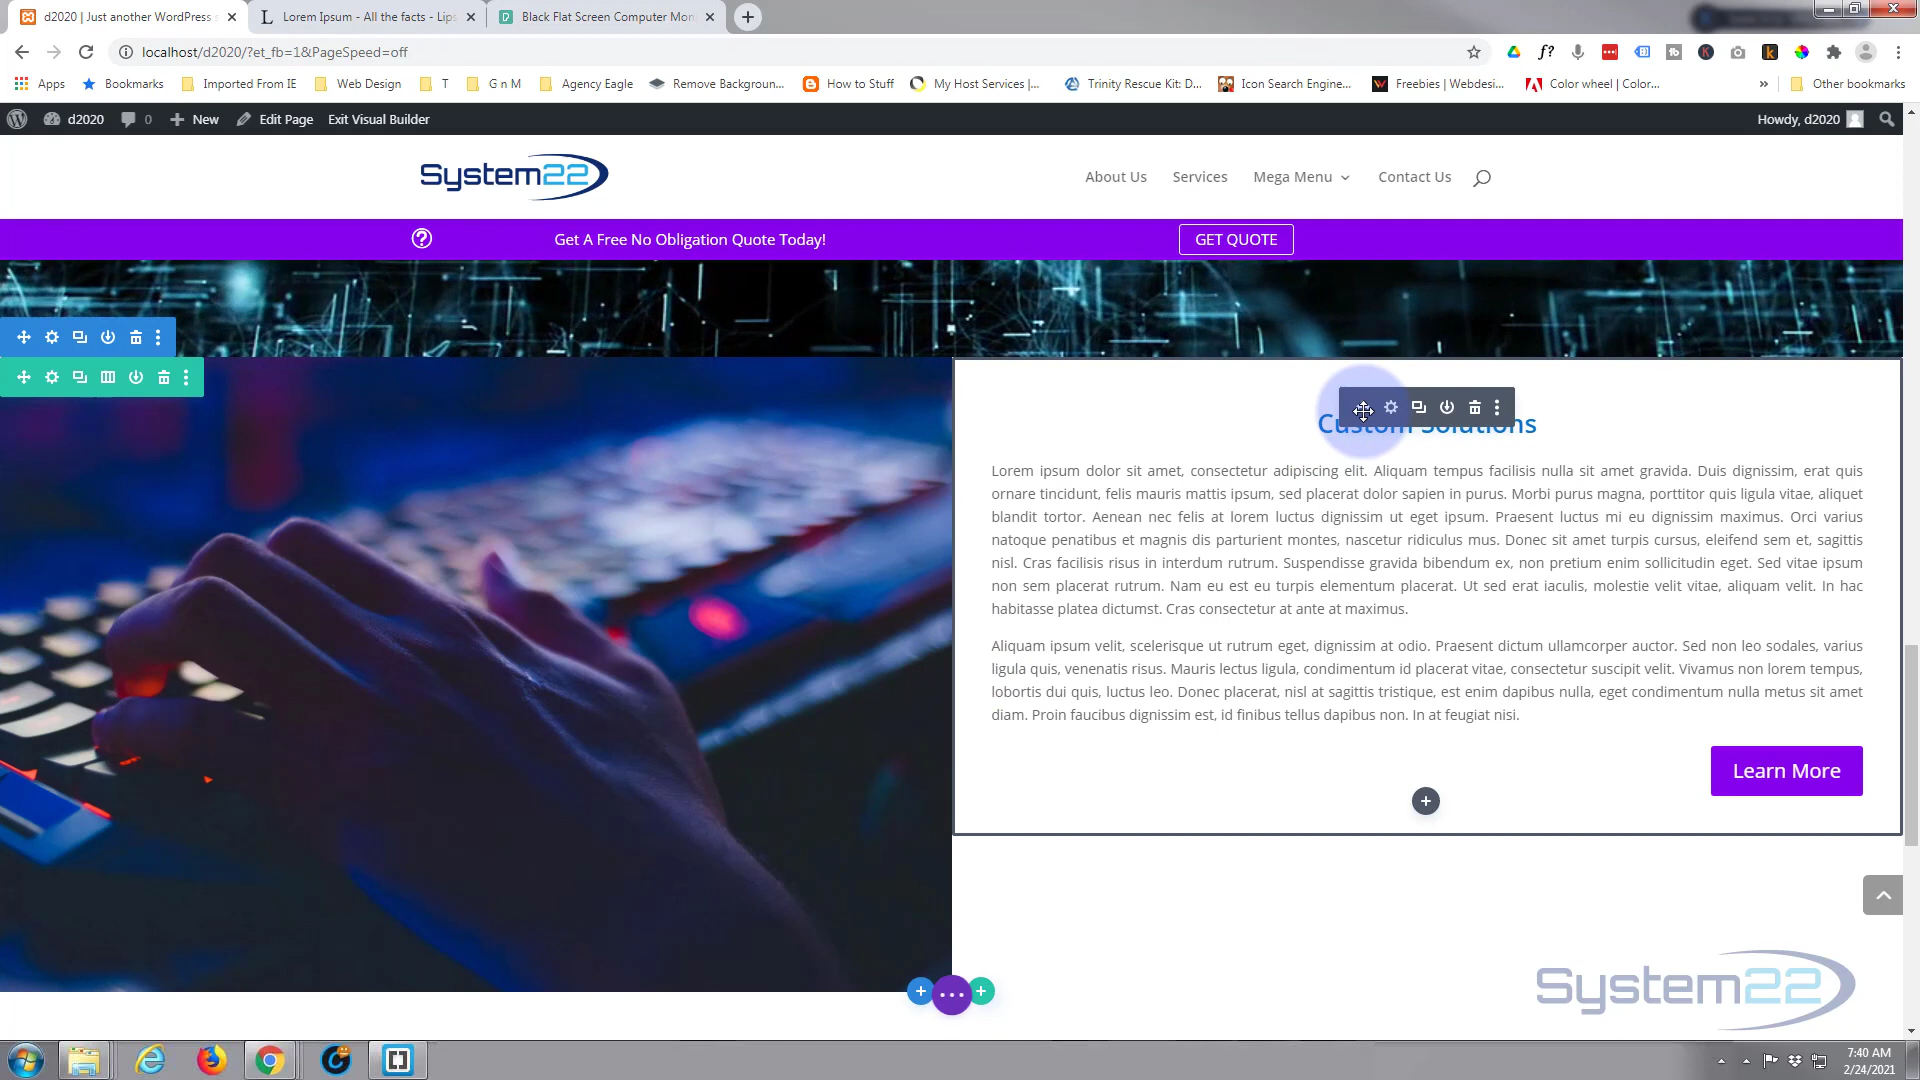 d2020 | Just another WordPress s
Lorem Ipsum - All the facts - Lips
Black Flat Screen Computer Mon
localhost/d2020/?et_fb=1&PageSpeed=off
Apps
Bookmarks
Imported From IE
Web Design
T
G n M
Agency Eagle
Remove Backgroun...
How to Stuff
My Host Services |...
Trinity Rescue Kit: D...
Icon Search Engine...
Freebies | Webdesi...
Color wheel | Color...
Other bookmarks
d2020
0
New
Edit Page
Exit Visual Builder
Howdy, d2020
System22
About Us
Services
Mega Menu
Contact Us
Get A Free No Obligation Quote Today!
GET QUOTE
Custom Solutions
Lorem ipsum dolor sit amet, consectetur adipiscing elit. Aliquam tempus facilisis nulla sit amet gravida. Duis dignissim, erat quis
ornare tincidunt, felis mauris mattis ipsum, sed placerat dolor sapien in purus. Morbi purus magna, porttitor quis ligula vitae, aliquet
blandit tortor. Aenean nec felis at lorem luctus dignissim ut eget ipsum. Praesent luctus mi eu dignissim maximus. Orci varius
natoque penatibus et magnis dis parturient montes, nascetur ridiculus mus. Donec sit amet turpis cursus, eleifend sem et, sagittis
nisl. Cras facilisis risus in interdum rutrum. Suspendisse gravida bibendum ex, non pretium enim sollicitudin eget. Sed vitae ipsum
non sem placerat rutrum. Nam eu est eu turpis elementum placerat. Ut sed erat iaculis, molestie velit vitae, aliquam velit. In hac
habitasse platea dictumst. Cras consectetur at ante at maximus.
Aliquam ipsum velit, scelerisque ut rutrum eget, dignissim at odio. Praesent dictum ullamcorper auctor. Sed non leo sodales, varius
ligula quis, venenatis risus. Mauris lectus ligula, condimentum id placerat vitae, consectetur suscipit velit. Vivamus non lorem tempus,
lobortis dui quis, luctus leo. Donec placerat, nisl at sagittis tristique, est enim dapibus nulla, eget condimentum nulla metus sit amet
diam. Proin faucibus dignissim est, id finibus tellus dapibus non. In at feugiat nisi.
Learn More
System22
7:40 AM
2/24/2021